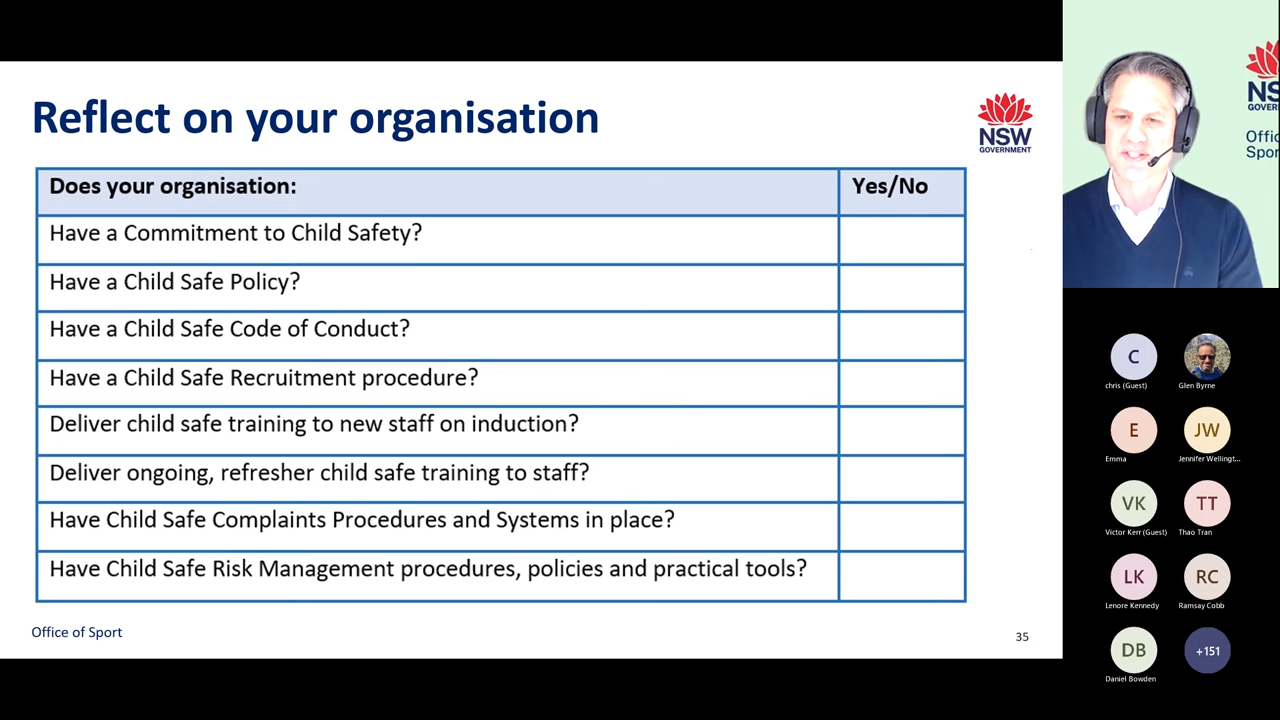 Reflect on your organisation
NSW
GOVERNMENT
Does your organisation:
Yes/No
Have a Commitment to Child Safety?
Have a Child Safe Policy?
Have a Child Safe Code of Conduct?
Have a Child Safe Recruitment procedure?
Deliver child safe training to new staff on induction?
Deliver ongoing, refresher child safe training to staff?
Have Child Safe Complaints Procedures and Systems in place?
Have Child Safe Risk Management procedures, policies and practical tools?
Office of Sport
35
NS
GOVER
Offic
Spor
C
chris (Guest)
Glen Byrne
E
Emma
JW
Jennifer Wellingt...
VK
Victor Kerr (Guest)
TT
Thao Tran
LK
Lenore Kennedy
RC
Ramsay Cobb
DB
Daniel Bowden
+151